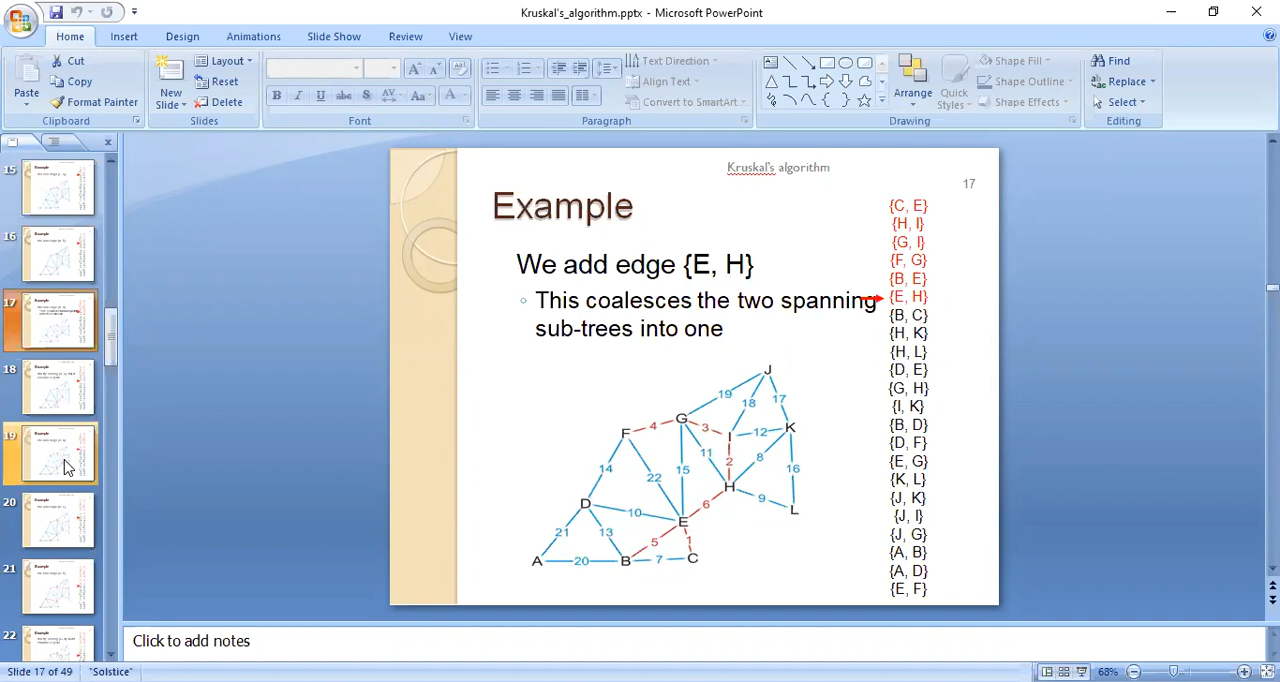 Kruskal's_algorithm.pptx - Microsoft PowerPoint
Home Insert Design Animations Slide Show Review View
Cut
Copy
Format Painter
Paste
Clipboard
New
Slide
Layout
Reset
Delete
Slides
B I U abc S AV Aa A
Font
Text Direction
Align Text
Convert to SmartArt
Paragraph
Arrange
Quick
Styles
Shape Fill
Shape Outline
Shape Effects
Drawing
Find
Replace
Select
Editing
15
16
17
18
19
20
21
22
Kruskal's algorithm
17
Example
We add edge {E, H}
This coalesces the two spanning
sub-trees into one
{C, E}
{H, I}
{G, I}
{F, G}
{B, E}
{E, H}
{B, C}
{H, K}
{H, L}
{D, E}
{G, H}
{I, K}
{B, D}
{D, F}
{E, G}
{K, L}
{J, K}
{J, I}
{J, G}
{A, B}
{A, D}
{E, F}
J
19 18 17
G
F 4 3 I 12 K
11 2 8
14 22 15 16
H 9 L
D 10 6
E
21 13 5 1
A 20 B 7 C
Click to add notes
Slide 17 of 49 "Solstice" 68%